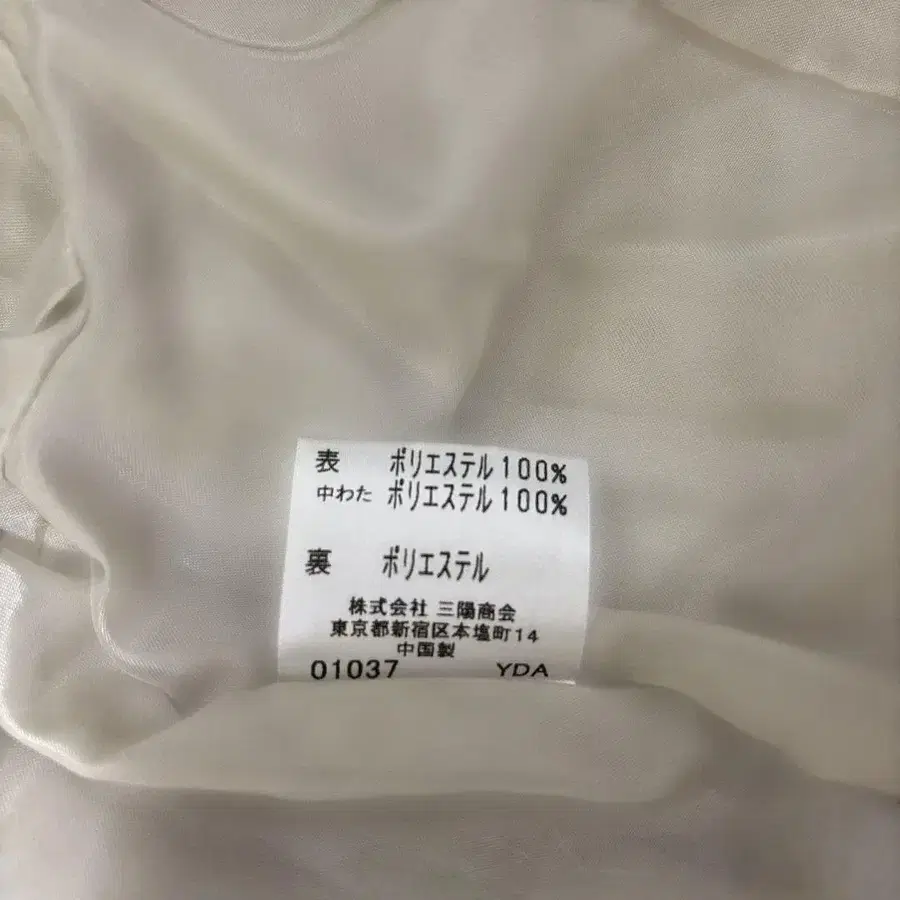 表 ポリエステル100%
中わた ポリエステル100%
裏 ポリエステル
株式会社 三陽商会
東京都新宿区本塩町14
中国製
01037 YDA